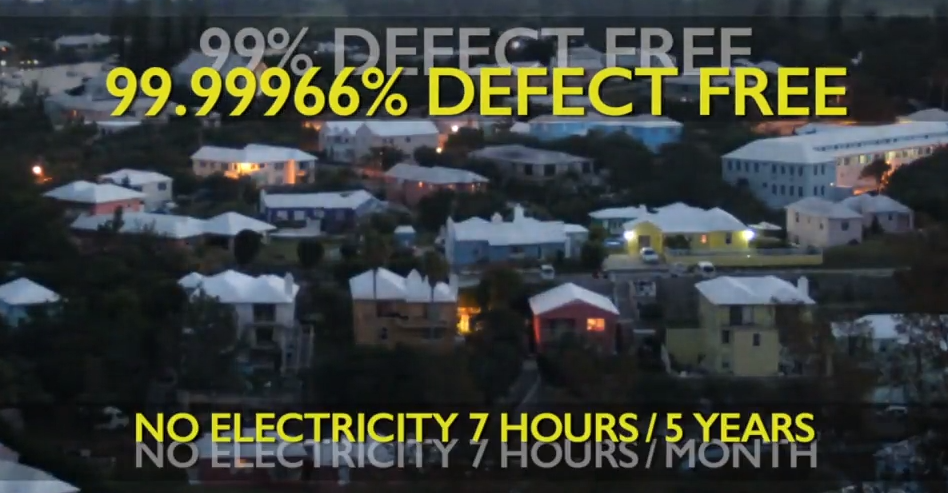 99% DEFECT FREE
99.99966% DEFECT FREE
NO ELECTRICITY 7 HOURS / 5 YEARS
NO ELECTRICITY 7 HOURS / MONTH